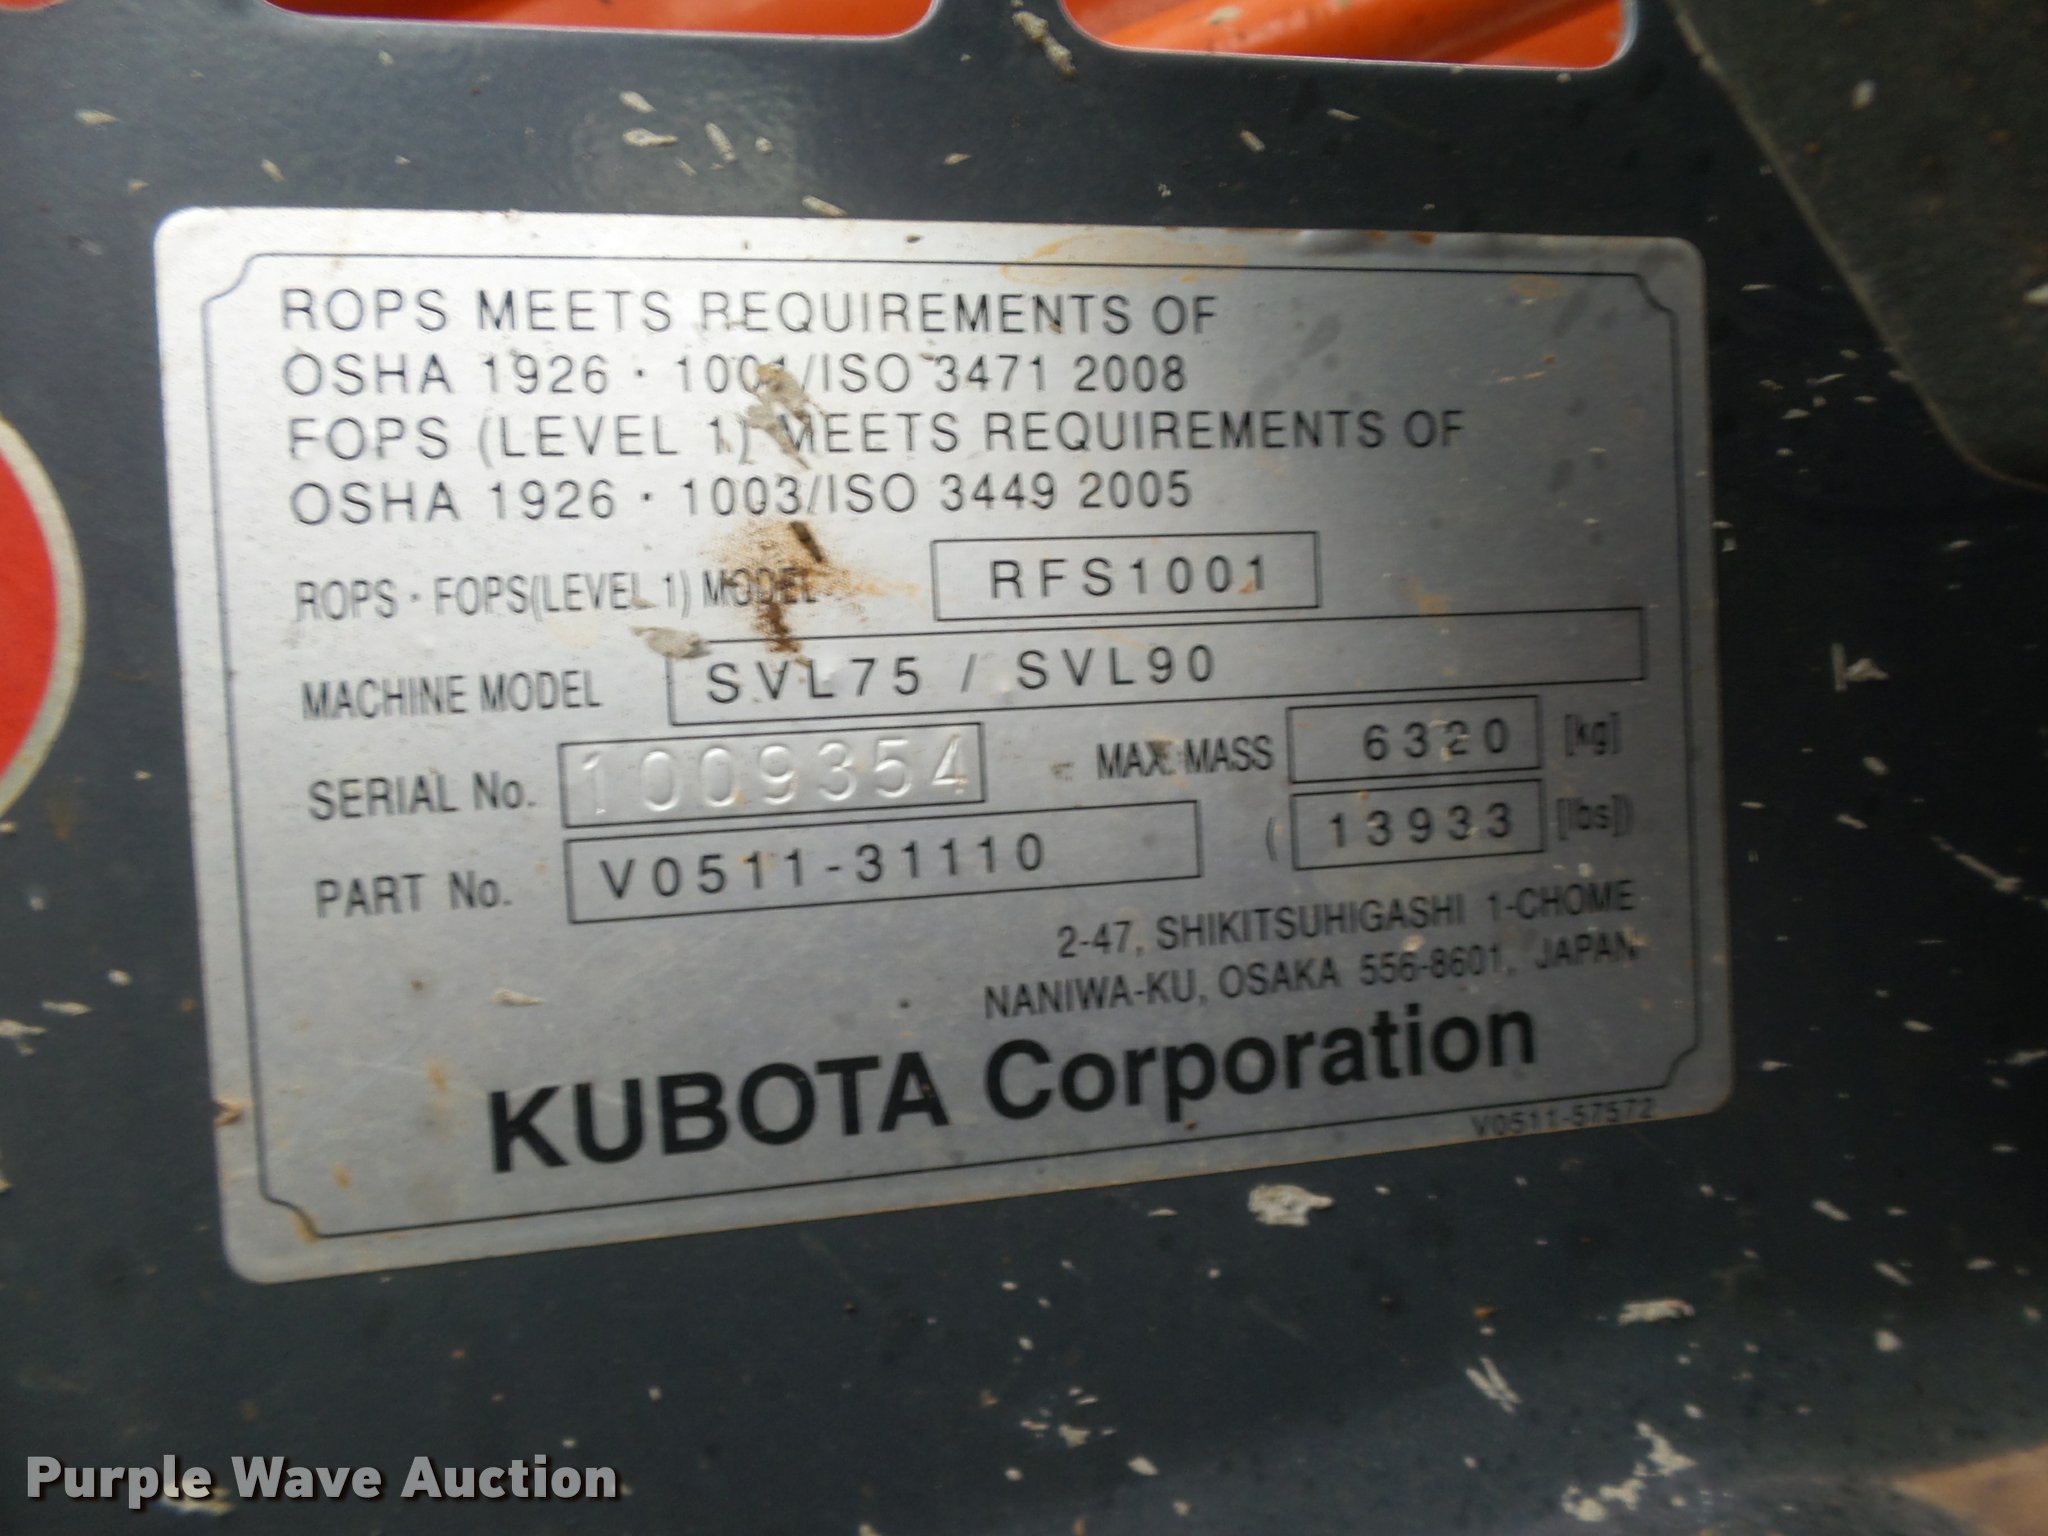 ROPS MEETS REQUIREMENTS OF
OSHA 1926・1001/ISO 3471 2008
FOPS (LEVEL 1) MEETS REQUIREMENTS OF
OSHA 1926・1003/ISO 3449 2005
ROPS・FOPS(LEVEL 1) MODEL RFS1001
MACHINE MODEL SVL75 / SVL90
SERIAL No. 1009354 MAX. MASS 6320 [kg]
PART No. V0511-31110 (13933 [lbs])
2-47, SHIKITSUHIGASHI 1-CHOME
NANIWA-KU, OSAKA 556-8601, JAPAN
KUBOTA Corporation
V0511-57572
Purple Wave Auction